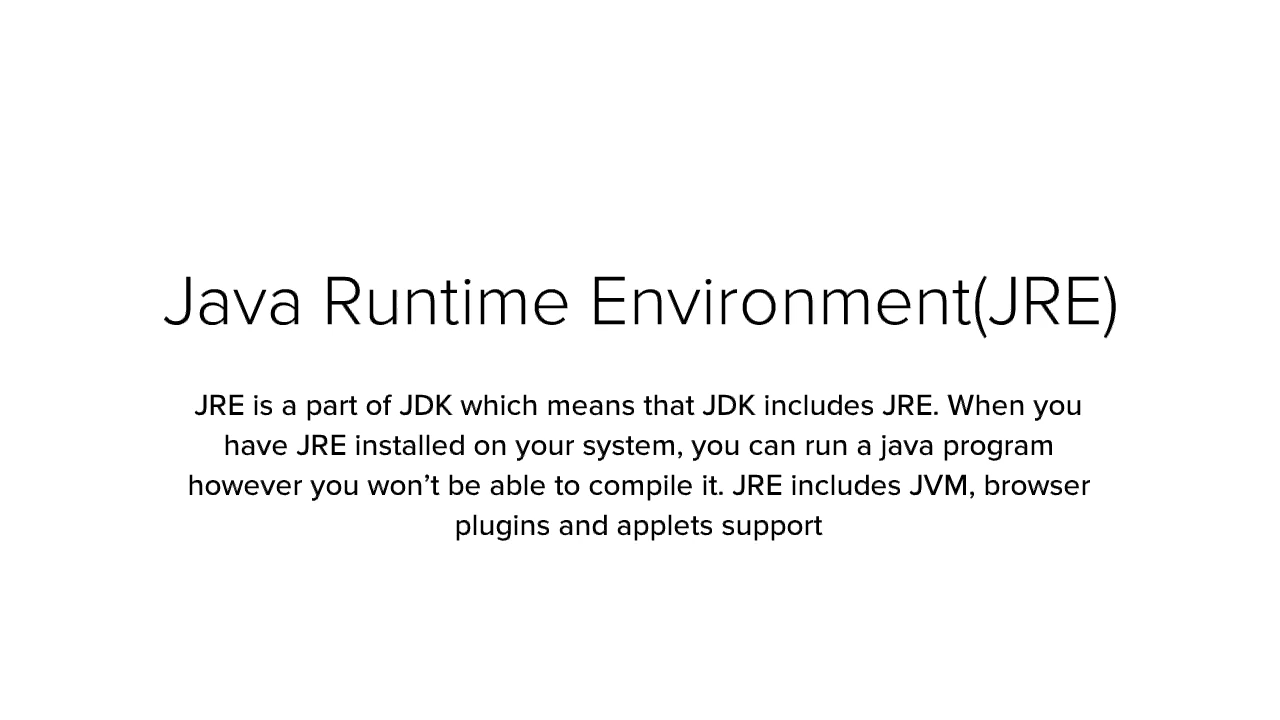 Java Runtime Environment(JRE)
JRE is a part of JDK which means that JDK includes JRE. When you
have JRE installed on your system, you can run a java program
however you won’t be able to compile it. JRE includes JVM, browser
plugins and applets support